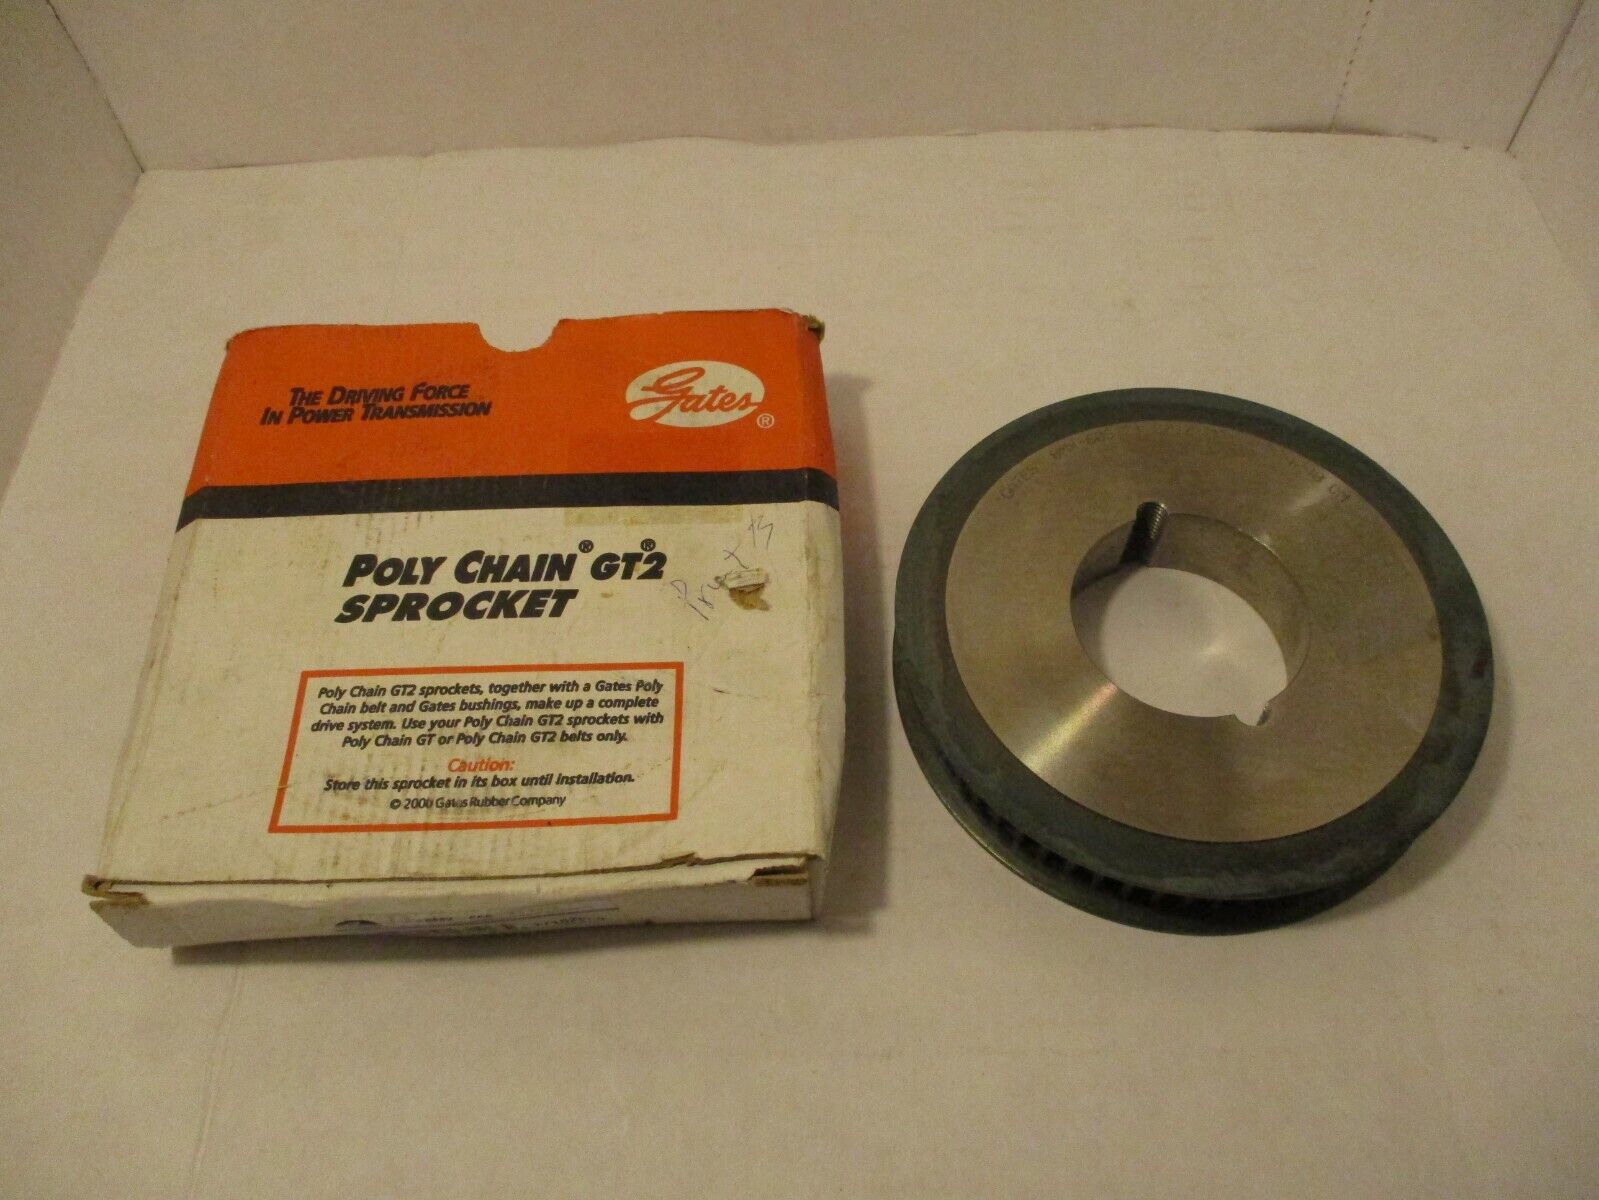 THE DRIVING FORCE
IN POWER TRANSMISSION
Gates®
POLY CHAIN® GT®2
SPROCKET
Poly Chain GT2 sprockets, together with a Gates Poly
Chain belt and Gates bushings, make up a complete
drive system. Use your Poly Chain GT2 sprockets with
Poly Chain GT or Poly Chain GT2 belts only.
Caution:
Store this sprocket in its box until installation.
© 2000 Gates Rubber Company
GATES